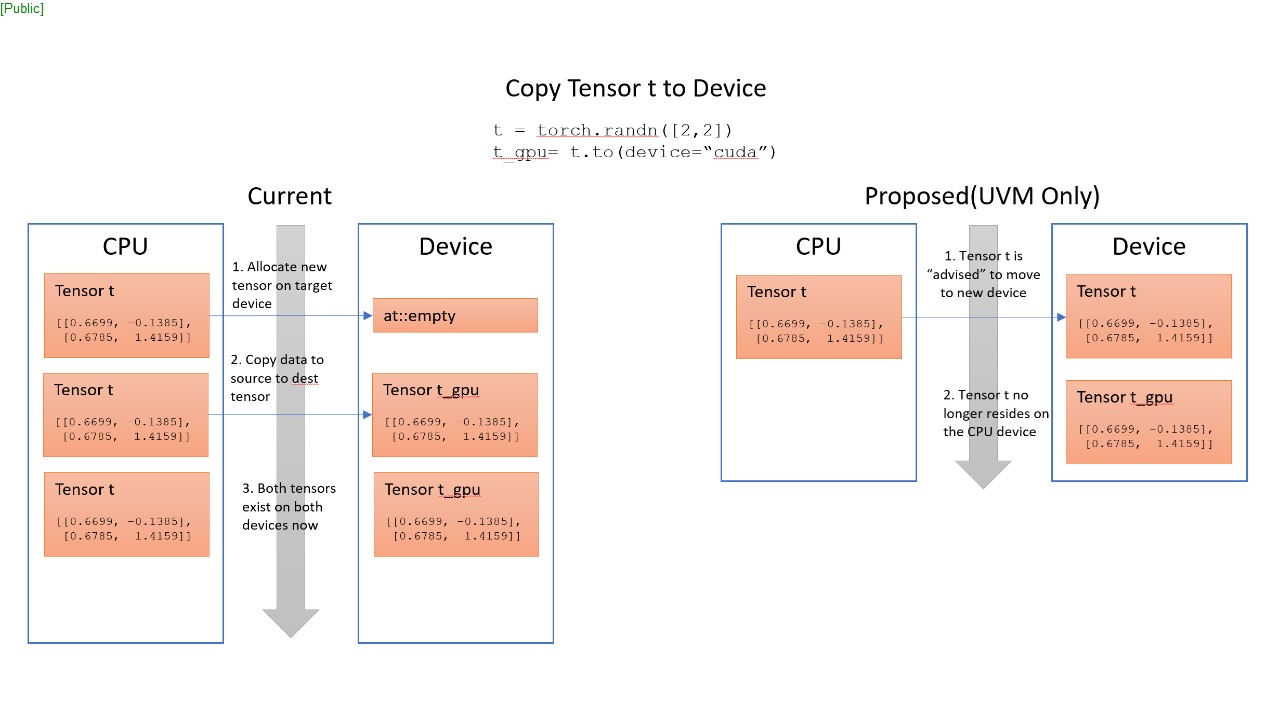 [Public]
Copy Tensor t to Device
t = torch.randn([2,2])
t_gpu= t.to(device=“cuda”)
Current
CPU
Device
Tensor t
[[0.6699, -0.1385],
[0.6785, 1.4159]]
1. Allocate new
tensor on target
device
at::empty
2. Copy data to
source to dest
tensor
Tensor t
[[0.6699, -0.1385],
[0.6785, 1.4159]]
Tensor t_gpu
[[0.6699, -0.1385],
[0.6785, 1.4159]]
Tensor t
[[0.6699, -0.1385],
[0.6785, 1.4159]]
3. Both tensors
exist on both
devices now
Tensor t_gpu
[[0.6699, -0.1385],
[0.6785, 1.4159]]
Proposed(UVM Only)
CPU
Device
Tensor t
[[0.6699, -0.1385],
[0.6785, 1.4159]]
1. Tensor t is
“advised” to move
to new device
Tensor t
[[0.6699, -0.1385],
[0.6785, 1.4159]]
2. Tensor t no
longer resides on
the CPU device
Tensor t_gpu
[[0.6699, -0.1385],
[0.6785, 1.4159]]